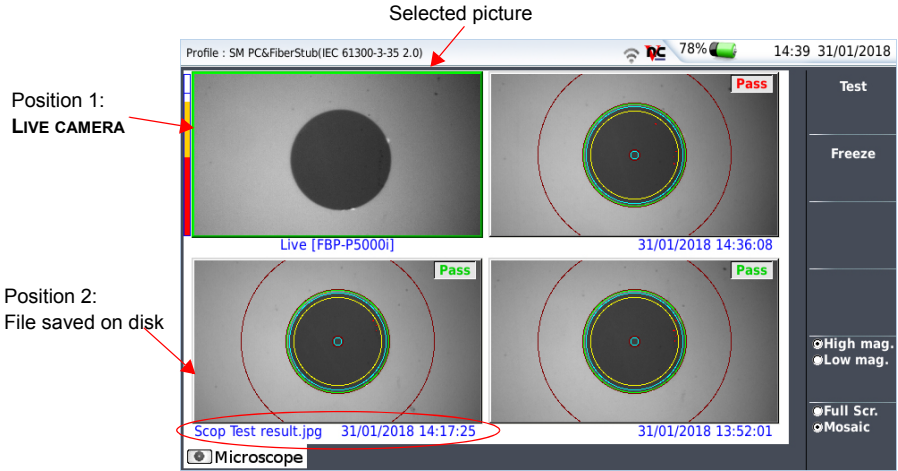 Selected picture
Profile : SM PC&FiberStub(IEC 61300-3-35 2.0)
78%
14:39 31/01/2018
Position 1:
LIVE CAMERA
Pass
Test
Freeze
Live [FBP-P5000i]
31/01/2018 14:36:08
Position 2:
File saved on disk
Pass
Pass
High mag.
Low mag.
Full Scr.
Mosaic
Scop Test result.jpg 31/01/2018 14:17:25
31/01/2018 13:52:01
Microscope